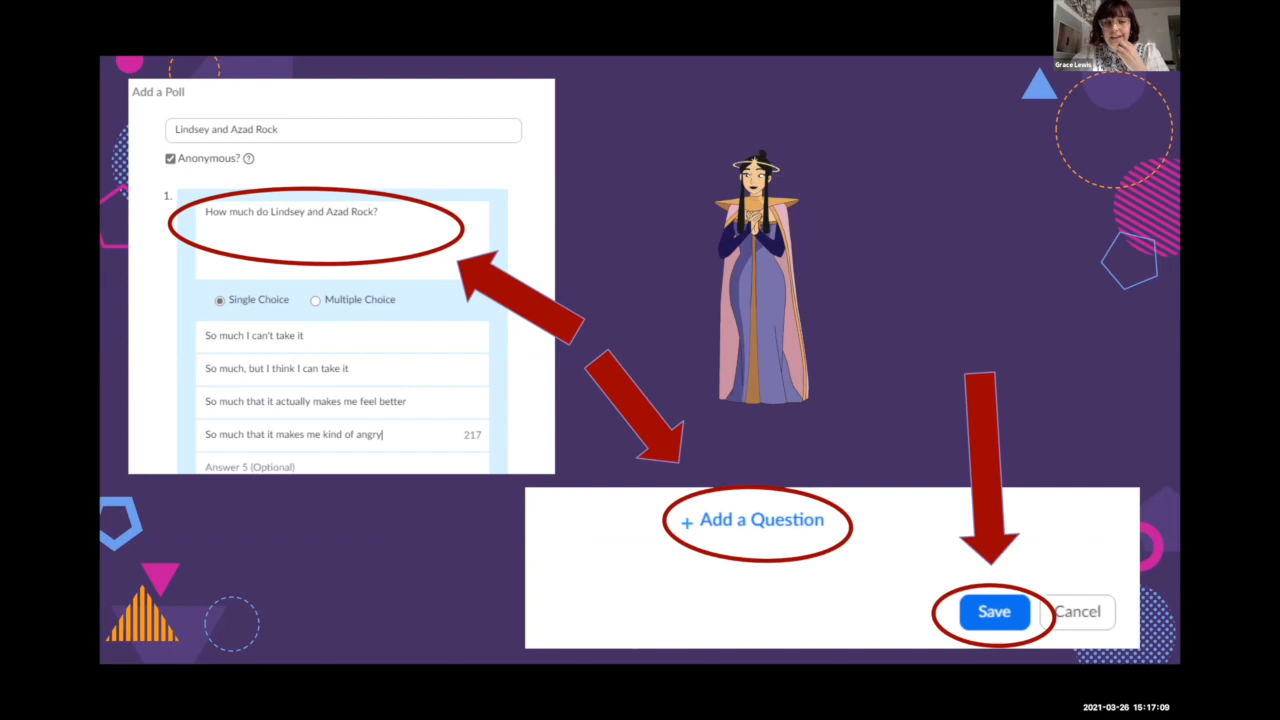 Grace Lewis
Add a Poll
Lindsey and Azad Rock
Anonymous? ?
1.
How much do Lindsey and Azad Rock?
Single Choice Multiple Choice
So much I can't take it
So much, but I think I can take it
So much that it actually makes me feel better
So much that it makes me kind of angry 217
Answer 5 (Optional)
+ Add a Question
Save Cancel
2021-03-26 15:17:09